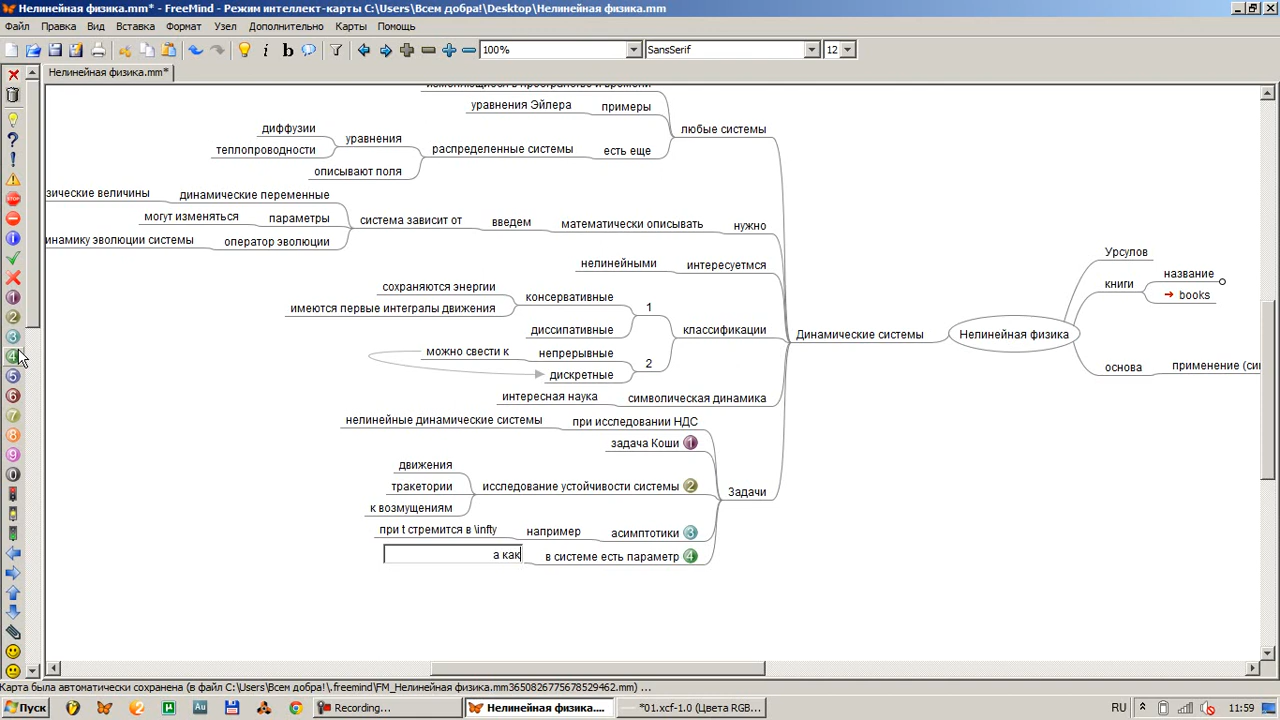 Нелинейная физика.mm* - FreeMind - Режим интеллект-карты C:\Users\Всем добра!\Desktop\Нелинейная физика.mm
Файл Правка Вид Вставка Формат Узел Дополнительно Карты Помощь
100% SansSerif 12
Нелинейная физика.mm*
изменяющиеся в пространстве и времени
уравнения Эйлера примеры
любые системы
диффузии
уравнения
теплопроводности
распределенные системы есть еще
описывают поля
зические величины динамические переменные
могут изменяться параметры
система зависит от введем математически описывать нужно
инамику эволюции системы оператор эволюции
нелинейными интересуетмся
сохраняются энергии
консервативные
имеются первые интегралы движения
1
диссипативные
классификации
можно свести к непрерывные
2
дискретные
интересная наука символическая динамика
нелинейные динамические системы при исследовании НДС
задача Коши 1
движения
тракетории исследование устойчивости системы 2
к возмущениям
Задачи
при t стремится в \infty например асимптотики 3
а как в системе есть параметр 4
Динамические системы
Нелинейная физика
Урсулов
название
книги
books
основа применение (си
Карта была автоматически сохранена (в файл C:\Users\Всем добра!\.freemind\FM_Нелинейная физика.mm3650826775678529462.mm) ...
Пуск Recording... Нелинейная физика.... *01.xcf-1.0 (Цвета RGB... RU 11:59